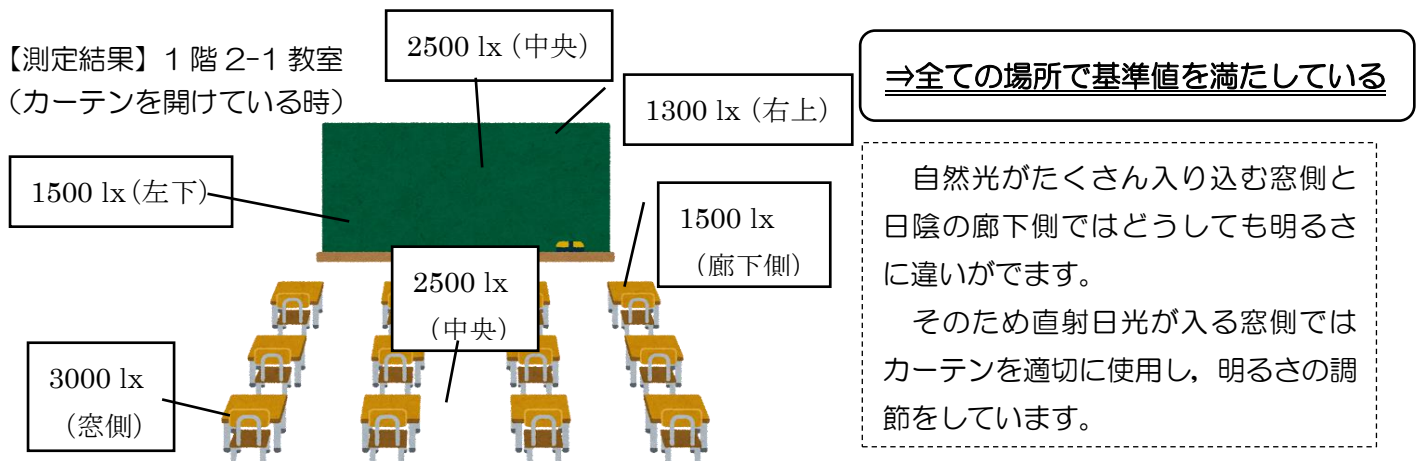 【測定結果】1階2-1教室
（カーテンを開けている時）
2500 lx（中央）
1300 lx（右上）
1500 lx（左下）
1500 lx
（廊下側）
2500 lx
（中央）
3000 lx
（窓側）
⇒全ての場所で基準値を満たしている
自然光がたくさん入り込む窓側と
日陰の廊下側ではどうしても明るさ
に違いがでます。
そのため直射日光が入る窓側では
カーテンを適切に使用し，明るさの調
節をしています。